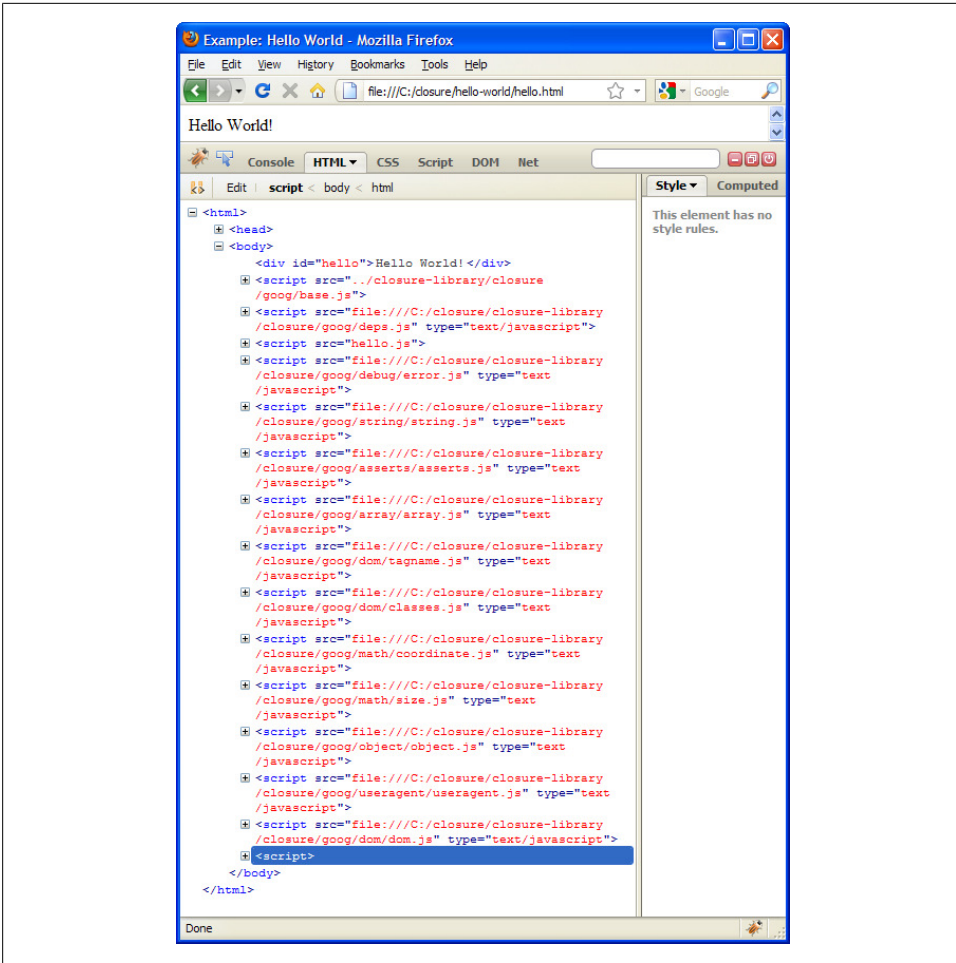 Example: Hello World - Mozilla Firefox
File Edit View History Bookmarks Tools Help
file:///C:/closure/hello-world/hello.html
Google
Hello World!
Console HTML CSS Script DOM Net
Edit script < body < html
Style Computed
This element has no
style rules.
<html>
<head>
<body>
<div id="hello">Hello World!</div>
<script src="../closure-library/closure
/goog/base.js">
<script src="file:///C:/closure/closure-library
/closure/goog/deps.js" type="text/javascript">
<script src="hello.js">
<script src="file:///C:/closure/closure-library
/closure/goog/debug/error.js" type="text
/javascript">
<script src="file:///C:/closure/closure-library
/closure/goog/string/string.js" type="text
/javascript">
<script src="file:///C:/closure/closure-library
/closure/goog/asserts/asserts.js" type="text
/javascript">
<script src="file:///C:/closure/closure-library
/closure/goog/array/array.js" type="text
/javascript">
<script src="file:///C:/closure/closure-library
/closure/goog/dom/tagname.js" type="text
/javascript">
<script src="file:///C:/closure/closure-library
/closure/goog/dom/classes.js" type="text
/javascript">
<script src="file:///C:/closure/closure-library
/closure/goog/math/coordinate.js" type="text
/javascript">
<script src="file:///C:/closure/closure-library
/closure/goog/math/size.js" type="text
/javascript">
<script src="file:///C:/closure/closure-library
/closure/goog/object/object.js" type="text
/javascript">
<script src="file:///C:/closure/closure-library
/closure/goog/useragent/useragent.js" type="text
/javascript">
<script src="file:///C:/closure/closure-library
/closure/goog/dom/dom.js" type="text/javascript">
<script>
</body>
</html>
Done